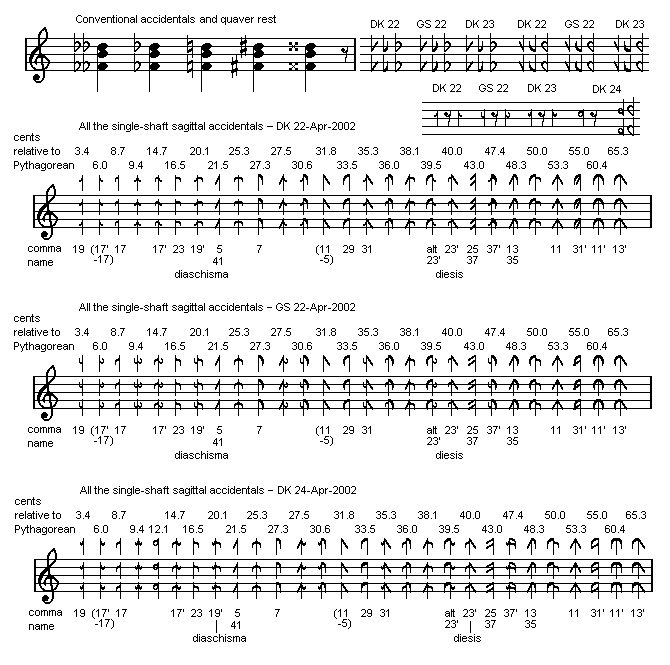 Conventional accidentals and quaver rest
DK 22 GS 22 DK 23 DK 22 GS 22 DK 23
DK 22 GS 22 DK 23 DK 24
All the single-shaft sagittal accidentals – DK 22-Apr-2002
cents
relative to 3.4 8.7 14.7 20.1 25.3 27.5 31.8 35.3 38.1 40.0 47.4 50.0 55.0 65.3
Pythagorean 6.0 9.4 16.5 21.5 27.3 30.6 33.5 36.0 39.5 43.0 48.3 53.3 60.4
comma 19 (17' 17 17' 23 19' 5 7 (11 29 31 alt 23' 25 37' 13 11 31' 11' 13'
name -17) 41 -5) 23' 37 35
diaschisma diesis
All the single-shaft sagittal accidentals – GS 22-Apr-2002
cents
relative to 3.4 8.7 14.7 20.1 25.3 27.5 31.8 35.3 38.1 40.0 47.4 50.0 55.0 65.3
Pythagorean 6.0 9.4 16.5 21.5 27.3 30.6 33.5 36.0 39.5 43.0 48.3 53.3 60.4
comma 19 (17' 17 17' 23 19' 5 7 (11 29 31 alt 23' 25 37' 13 11 31' 11' 13'
name -17) 41 -5) 23' 37 35
diaschisma diesis
All the single-shaft sagittal accidentals – DK 24-Apr-2002
cents
relative to 3.4 8.7 14.7 20.1 25.3 27.5 31.8 35.3 38.1 40.0 47.4 50.0 55.0 63.3
Pythagorean 6.0 9.4 12.1 16.5 21.5 27.3 30.6 33.5 36.0 39.5 43.0 48.3 53.3 60.4
comma 19 (17' 17 17' 23 19' 5 7 (11 29 31 alt 23' 25 37' 13 11 31' 11' 13'
name -17) 41 -5) 23' 37 35
diaschisma diesis